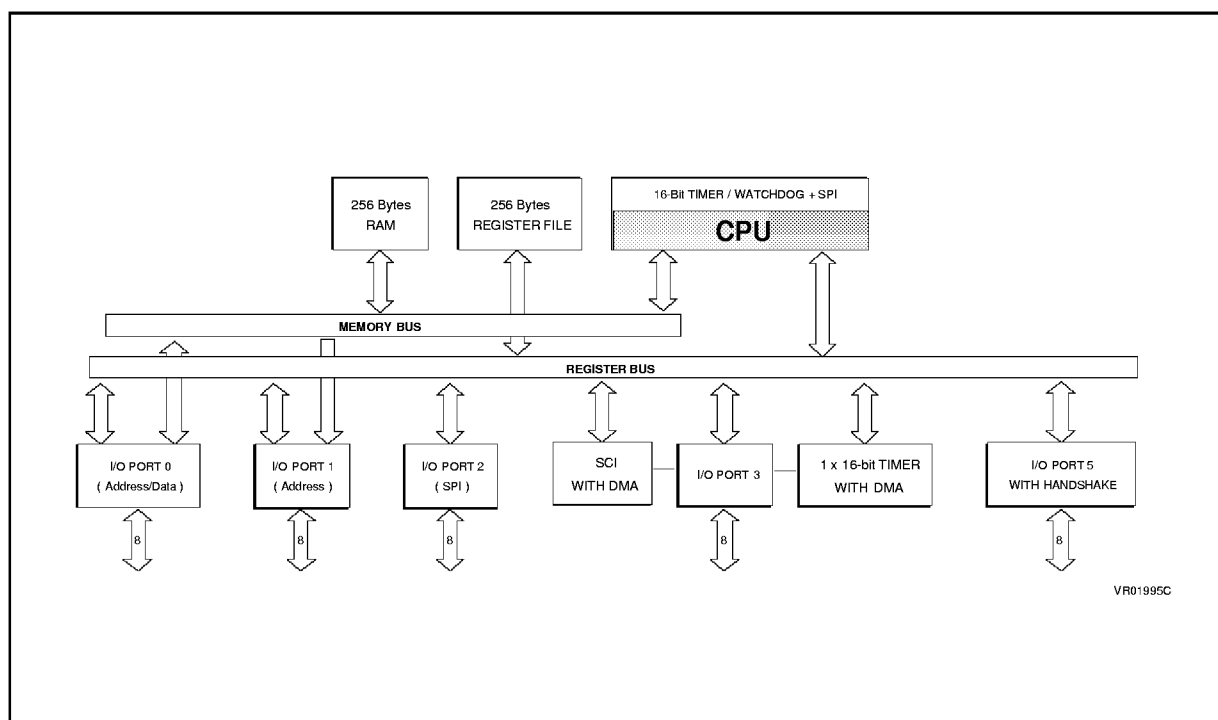 256 Bytes
RAM
256 Bytes
REGISTER FILE
16-Bit TIMER / WATCHDOG + SPI
CPU
MEMORY BUS
REGISTER BUS
I/O PORT 0
( Address/Data )
I/O PORT 1
( Address )
I/O PORT 2
( SPI )
SCI
WITH DMA
I/O PORT 3
1 x 16-bit TIMER
WITH DMA
I/O PORT 5
WITH HANDSHAKE
8
8
8
8
8
VR01995C